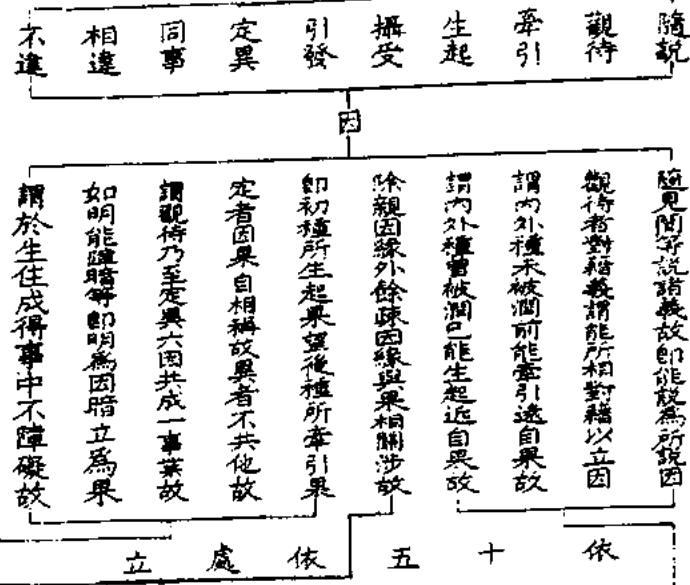 隨說
觀待
牽引
生起
攝受
引發
定異
同事
相違
不違
因
隨見聞等說諸義故即能說為所說因
觀待者對藉義謂能所相對藉以立因
謂內外種未被潤前能牽引遠自果故
謂內外種曾被潤已能生起近自果故
除親因緣外餘疎因緣與果相關涉故
即初種所生起果望後種所牽引果
定者因果自相稱故異者不共他故
謂觀待乃至定異六因共成一事業故
如明能障暗等即明為因暗立為果
謂於生住成得事中不障礙故
依十五依處立